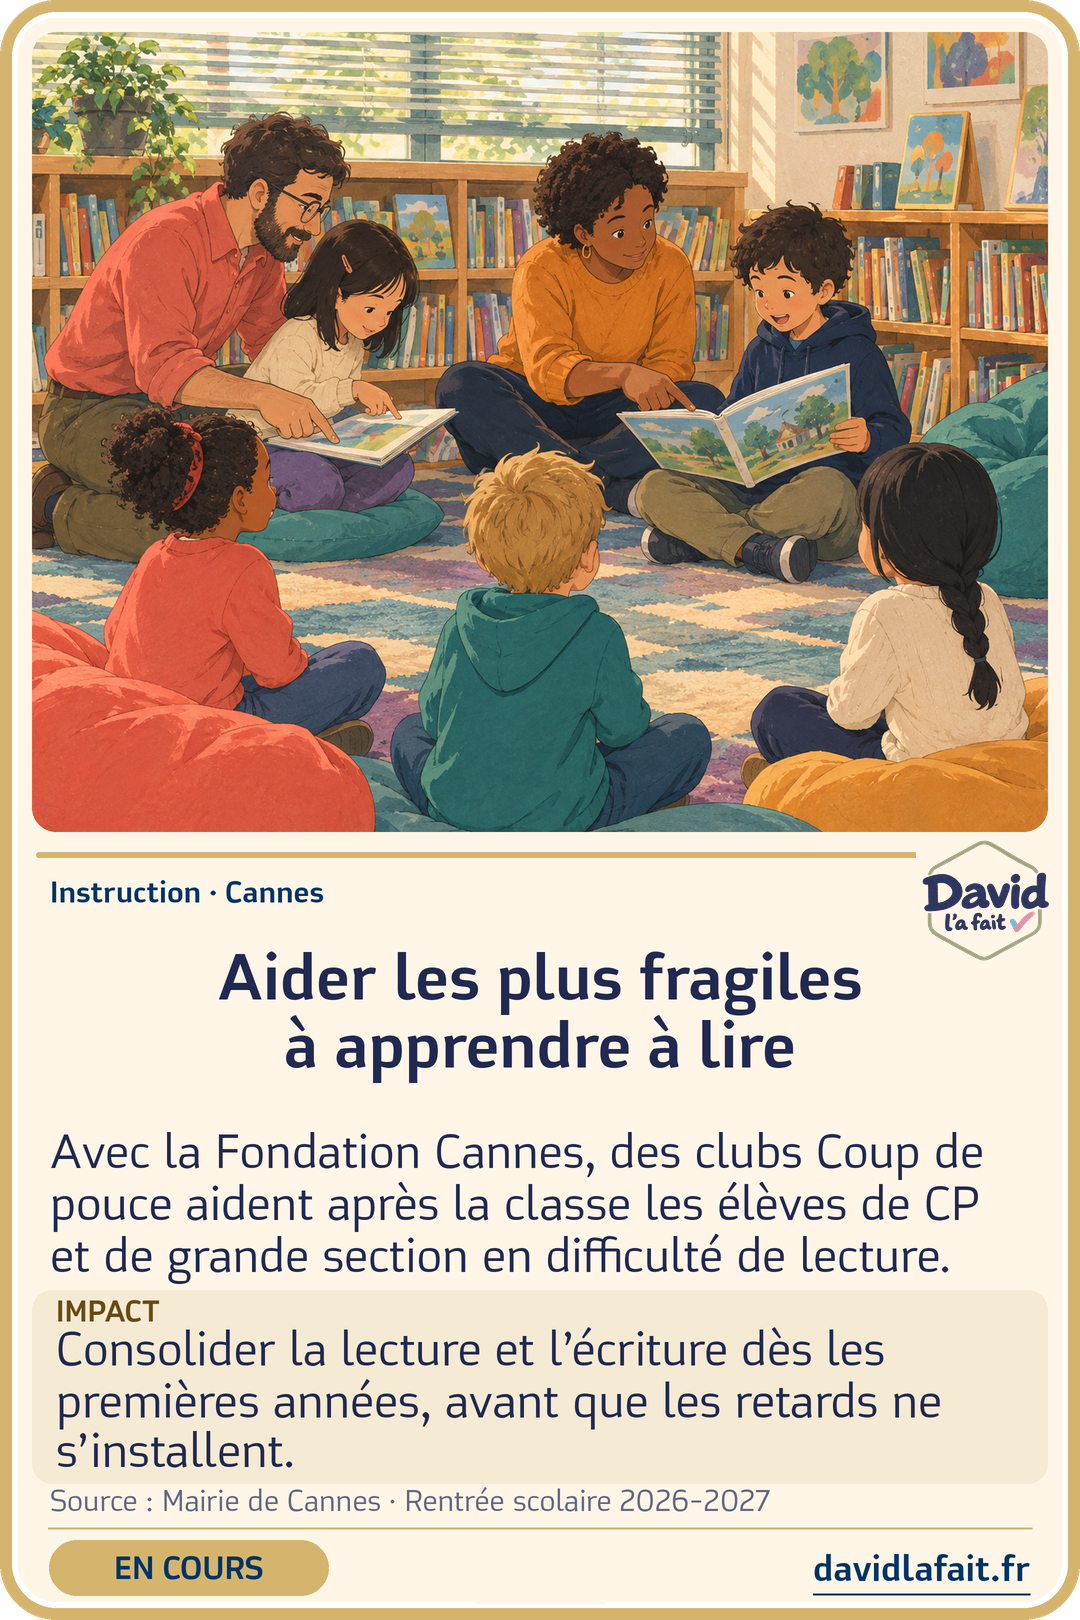 Instruction · Cannes
David
l'a fait
Aider les plus fragiles
à apprendre à lire
Avec la Fondation Cannes, des clubs Coup de
pouce aident après la classe les élèves de CP
et de grande section en difficulté de lecture.
IMPACT
Consolider la lecture et l’écriture dès les
premières années, avant que les retards ne
s’installent.
Source : Mairie de Cannes · Rentrée scolaire 2026-2027
EN COURS
davidlafait.fr